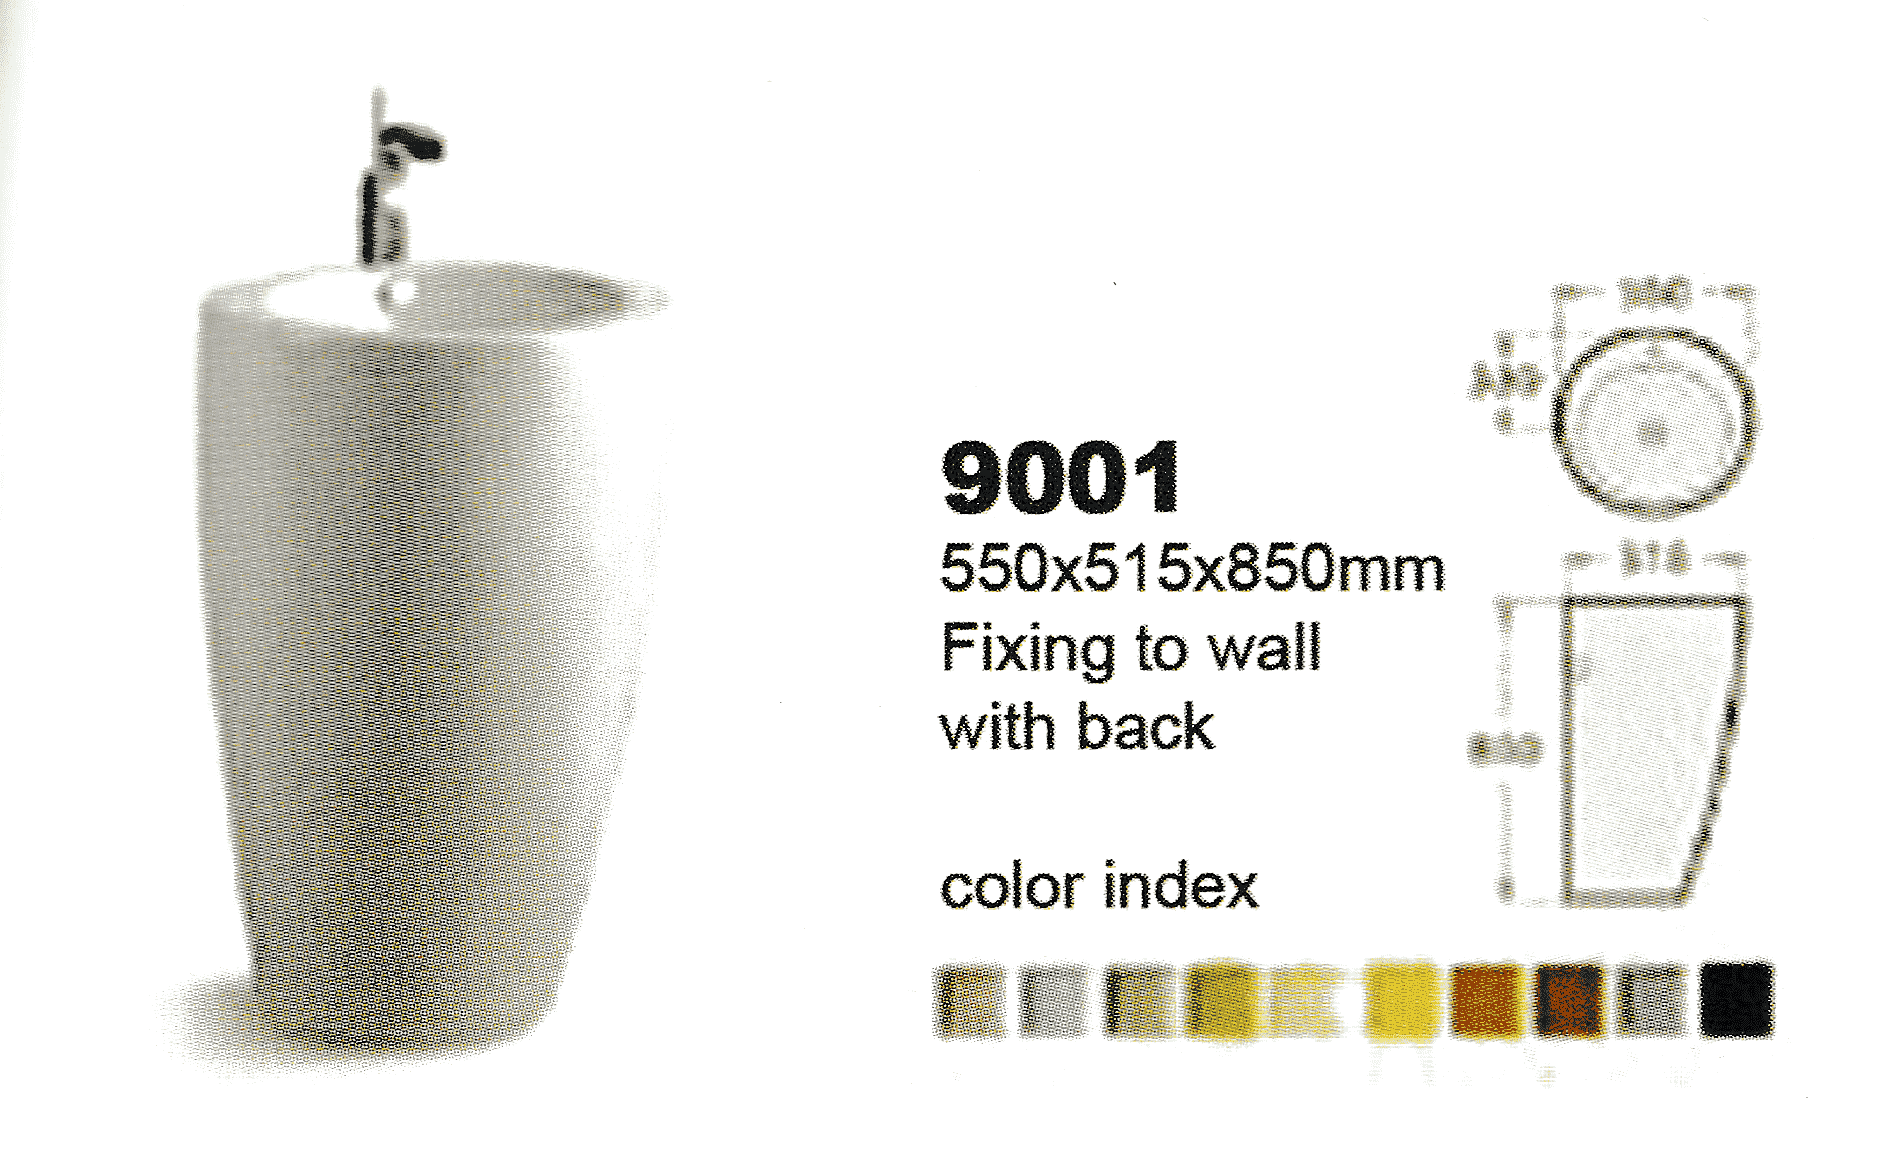 9001
550x515x850mm
Fixing to wall
with back
color index